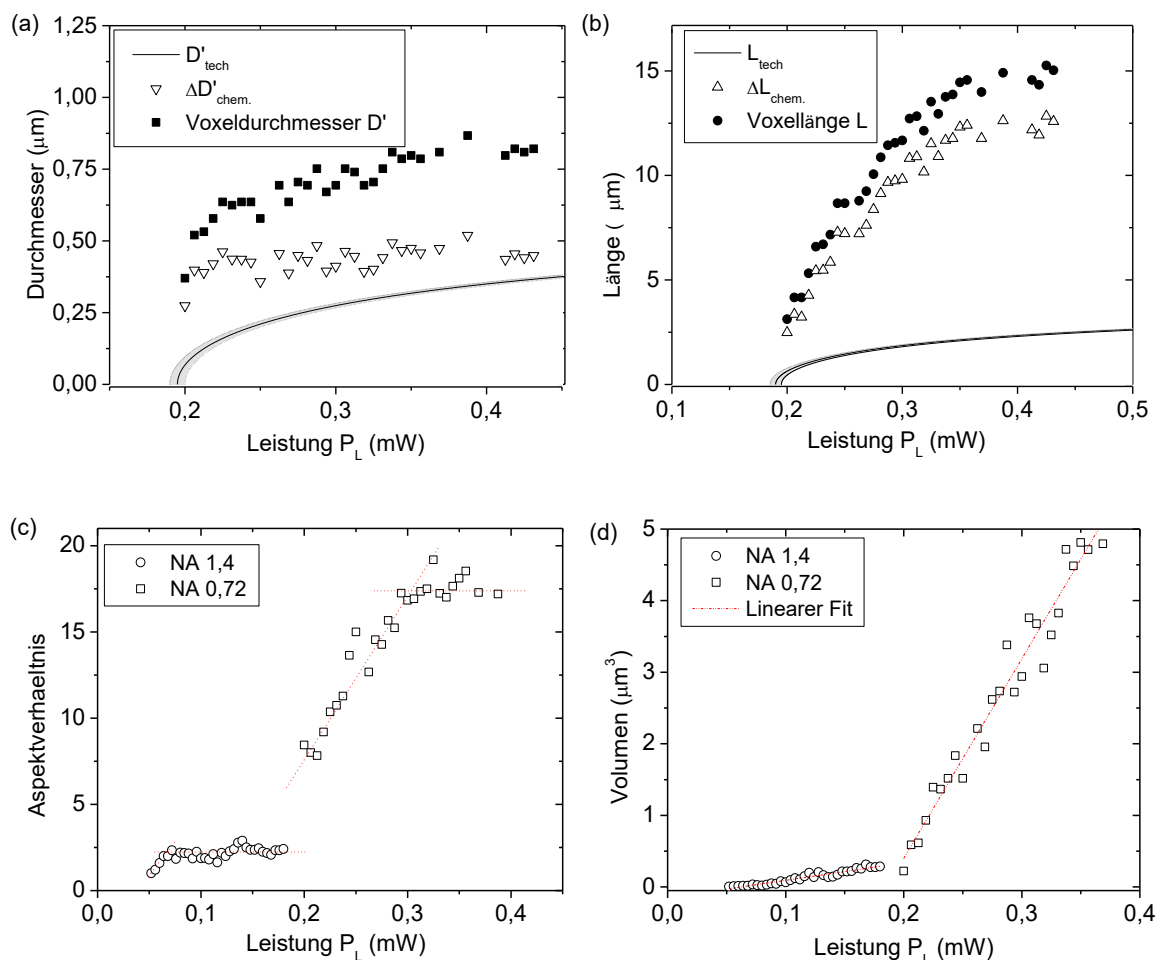 (a)
D'tech
ΔD'chem.
Voxeldurchmesser D'
1,25
1,00
0,75
0,50
0,25
0,00
Durchmesser (μm)
0,2 0,3 0,4
Leistung PL (mW)
(b)
Ltech
ΔLchem.
Voxellänge L
15
10
5
0
Länge ( μm)
0,1 0,2 0,3 0,4 0,5
Leistung PL (mW)
(c)
NA 1,4
NA 0,72
20
15
10
5
0
Aspektverhaeltnis
0,0 0,1 0,2 0,3 0,4
Leistung PL (mW)
(d)
NA 1,4
NA 0,72
Linearer Fit
5
4
3
2
1
0
Volumen (μm³)
0,0 0,1 0,2 0,3 0,4
Leistung PL (mW)